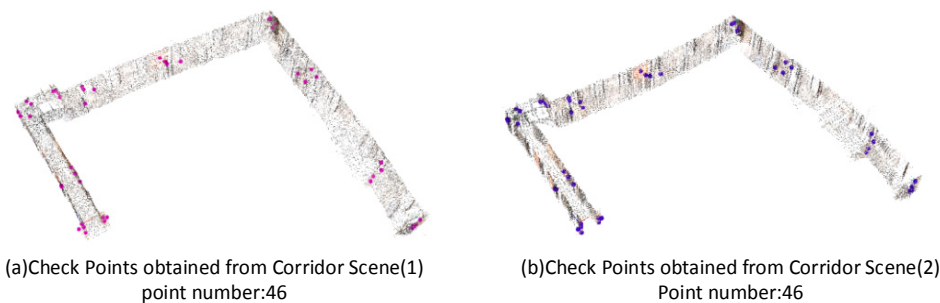 (a)Check Points obtained from Corridor Scene(1)
point number:46
(b)Check Points obtained from Corridor Scene(2)
Point number:46